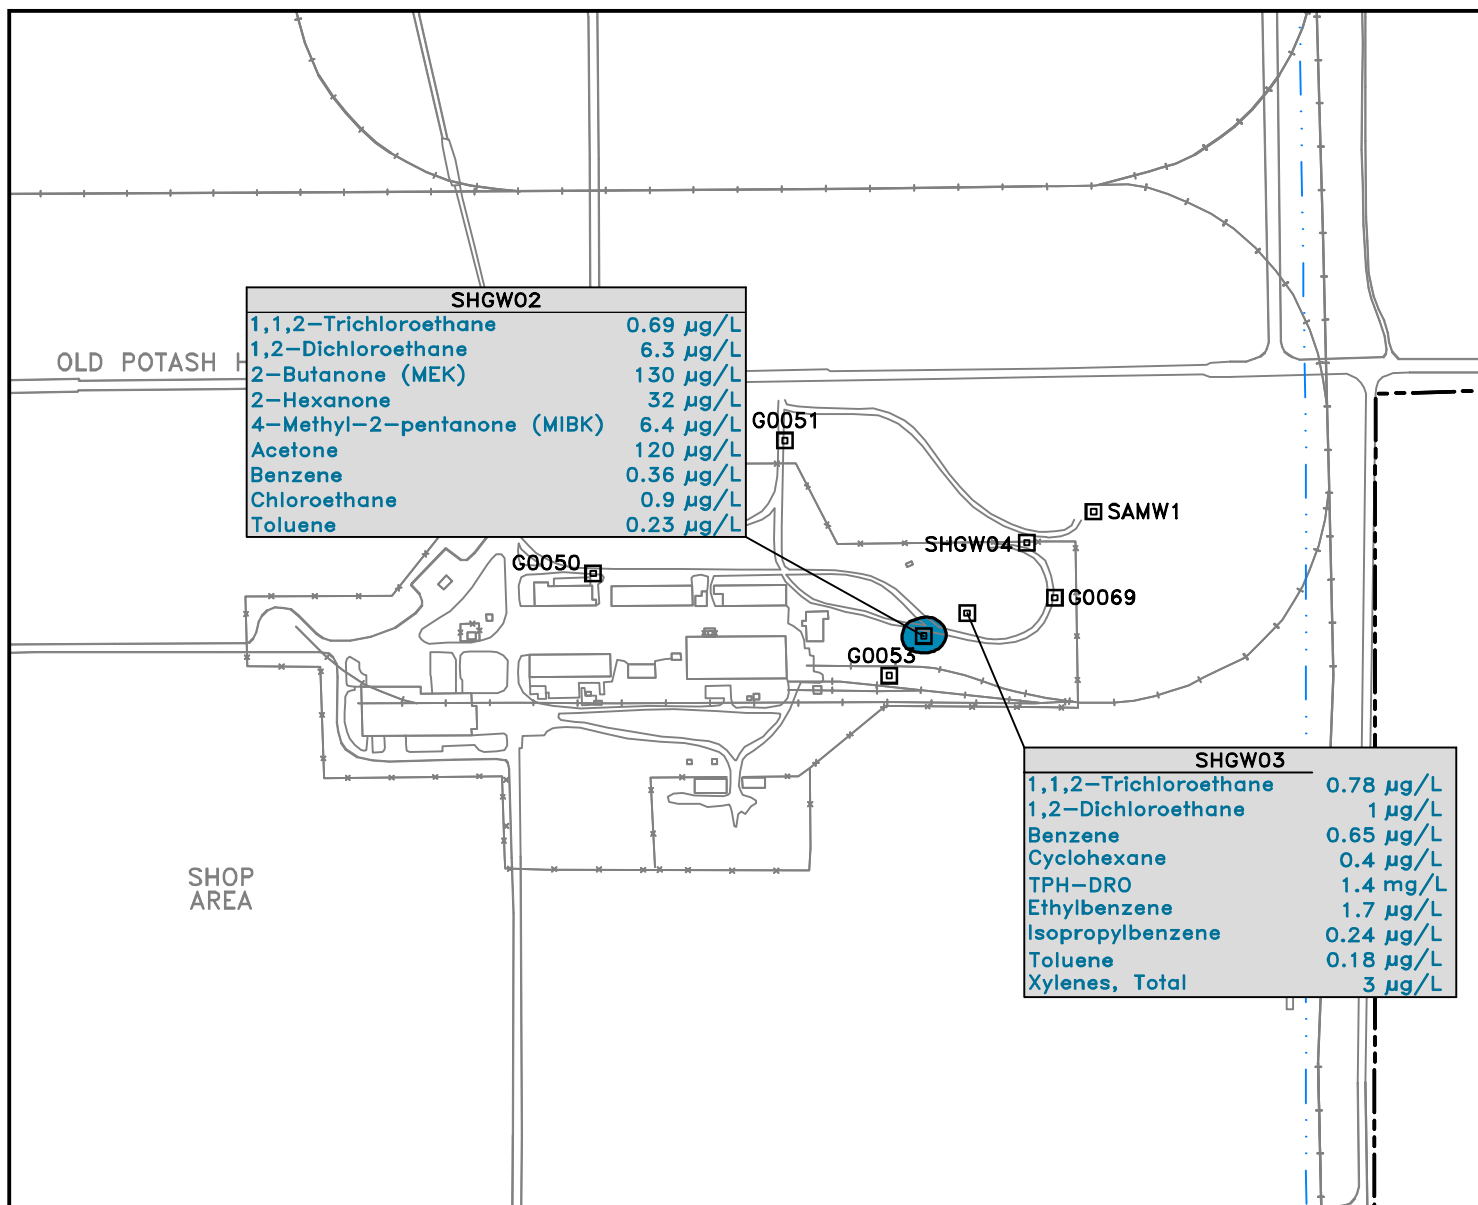 SHGW02
1,1,2-Trichloroethane 0.69 µg/L
1,2-Dichloroethane 6.3 µg/L
2-Butanone (MEK) 130 µg/L
2-Hexanone 32 µg/L
4-Methyl-2-pentanone (MIBK) 6.4 µg/L
Acetone 120 µg/L
Benzene 0.36 µg/L
Chloroethane 0.9 µg/L
Toluene 0.23 µg/L
OLD POTASH H
G0051
SAMW1
SHGW04
G0050
G0069
G0053
SHGW03
1,1,2-Trichloroethane 0.78 µg/L
1,2-Dichloroethane 1 µg/L
Benzene 0.65 µg/L
Cyclohexane 0.4 µg/L
TPH-DRO 1.4 mg/L
Ethylbenzene 1.7 µg/L
Isopropylbenzene 0.24 µg/L
Toluene 0.18 µg/L
Xylenes, Total 3 µg/L
SHOP
AREA